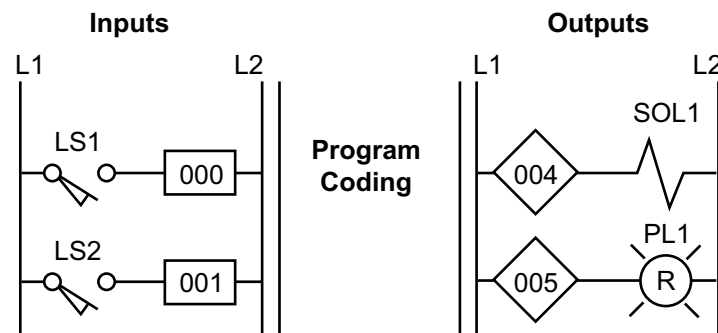 Inputs
Outputs
L1
L2
L1
L2
LS1
000
Program
Coding
004
SOL1
LS2
001
005
PL1
R